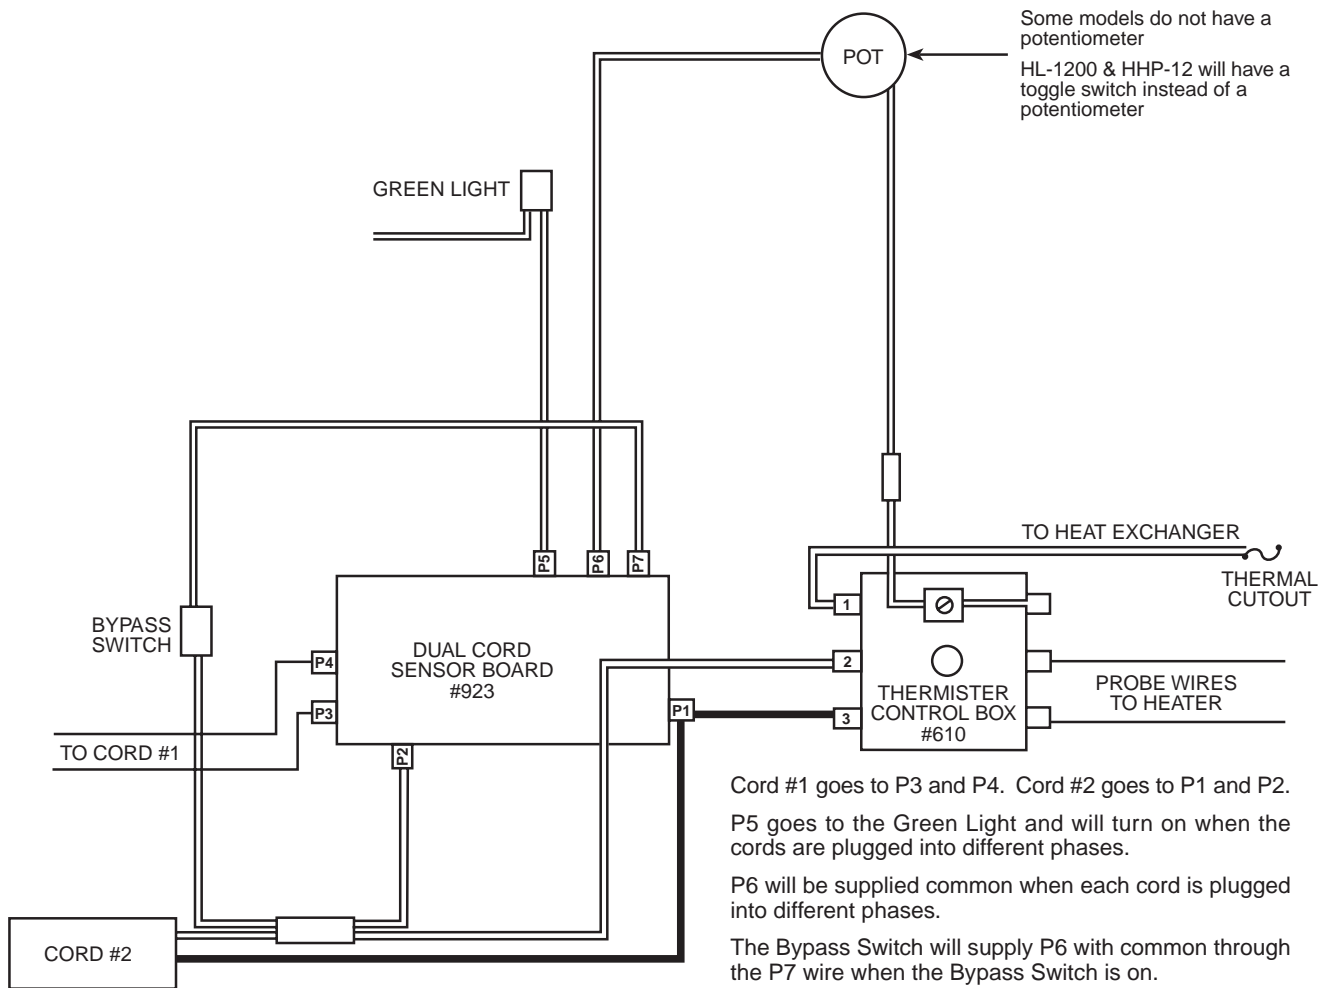 Some models do not have a
potentiometer
HL-1200 & HHP-12 will have a
toggle switch instead of a
potentiometer
POT
GREEN LIGHT
P5
P6
P7
TO HEAT EXCHANGER
THERMAL
CUTOUT
BYPASS
SWITCH
P4
P3
DUAL CORD
SENSOR BOARD
#923
P1
P2
1
2
3
THERMISTER
CONTROL BOX
#610
PROBE WIRES
TO HEATER
TO CORD #1
CORD #2
Cord #1 goes to P3 and P4. Cord #2 goes to P1 and P2.
P5 goes to the Green Light and will turn on when the
cords are plugged into different phases.
P6 will be supplied common when each cord is plugged
into different phases.
The Bypass Switch will supply P6 with common through
the P7 wire when the Bypass Switch is on.